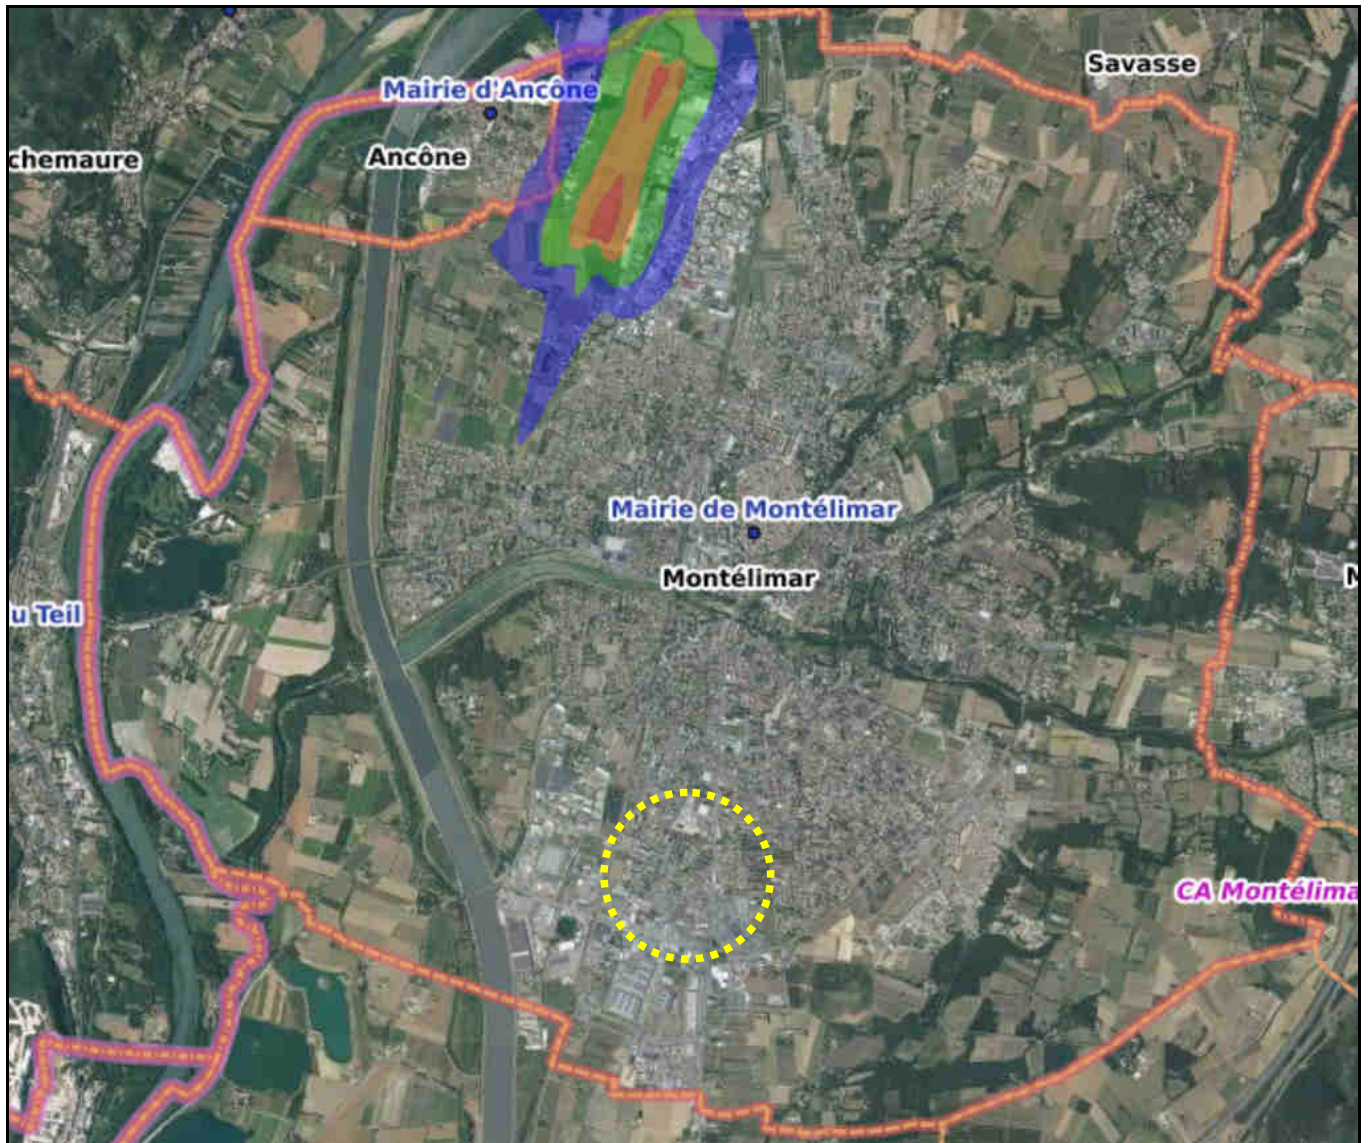 Savasse
Mairie d'Ancône
chemaure
Ancône
Mairie de Montélimar
Montélimar
N
u Teil
CA Montélima